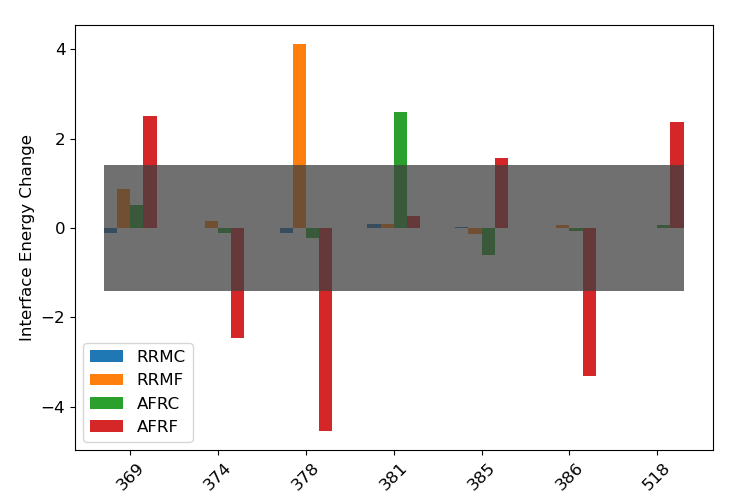 Interface Energy Change
4
2
0
−2
−4
RRMC
RRMF
AFRC
AFRF
369
374
378
381
385
386
518